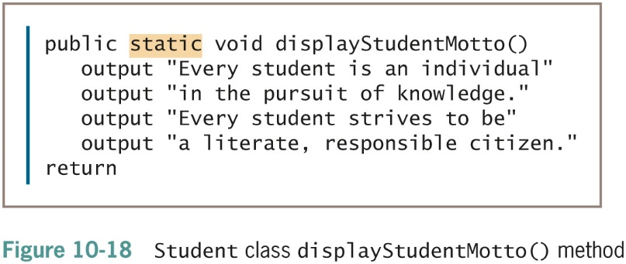 public static void displayStudentMotto()
output "Every student is an individual"
output "in the pursuit of knowledge."
output "Every student strives to be"
output "a literate, responsible citizen."
return
Figure 10-18 Student class displayStudentMotto() method